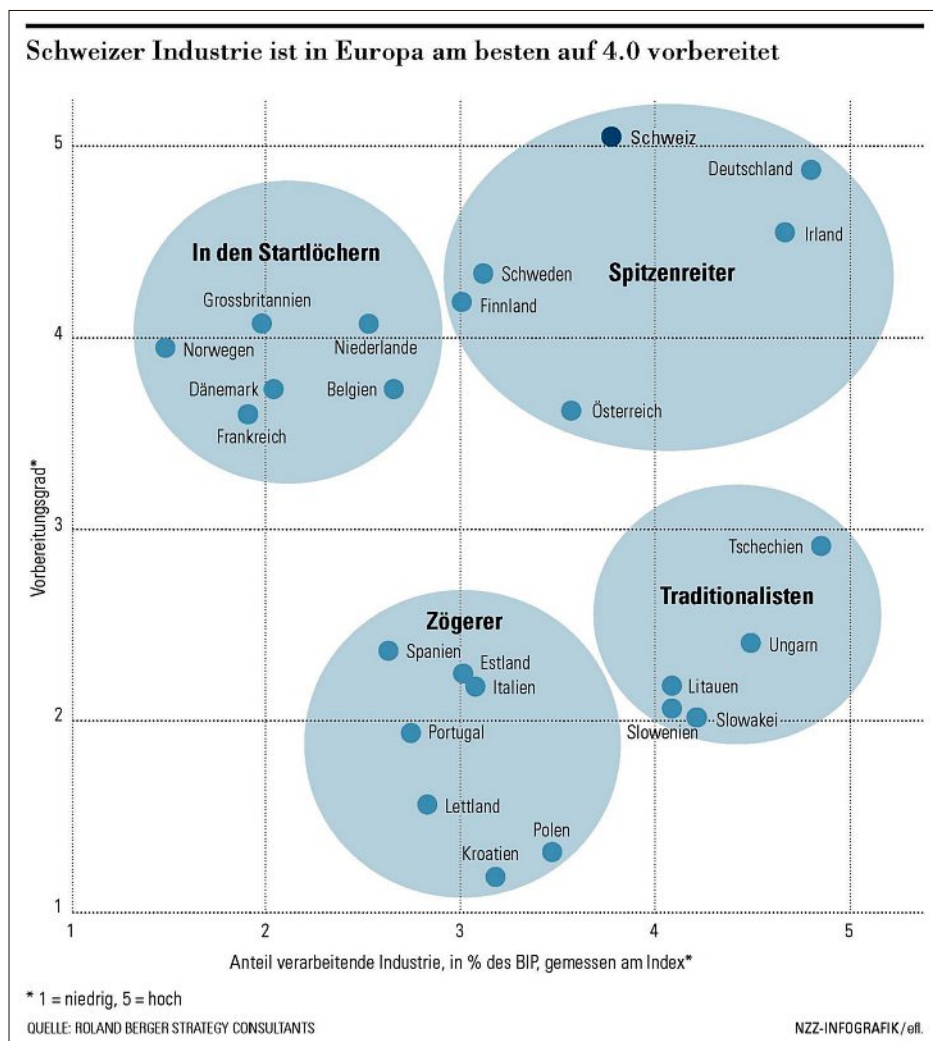 Schweizer Industrie ist in Europa am besten auf 4.0 vorbereitet
5
Schweiz
Deutschland
In den Startlöchern
Irland
Schweden
Spitzenreiter
Grossbritannien
Finnland
4
Norwegen
Niederlande
Dänemark
Belgien
Österreich
Frankreich
Vorbereitungsgrad*
3
Tschechien
Traditionalisten
Zögerer
Spanien
Ungarn
Estland
Italien
Litauen
2
Slowakei
Portugal
Slowenien
Lettland
Polen
Kroatien
1
1 2 3 4 5
Anteil verarbeitende Industrie, in % des BIP, gemessen am Index*
* 1 = niedrig, 5 = hoch
QUELLE: ROLAND BERGER STRATEGY CONSULTANTS
NZZ-INFOGRAFIK/efl.